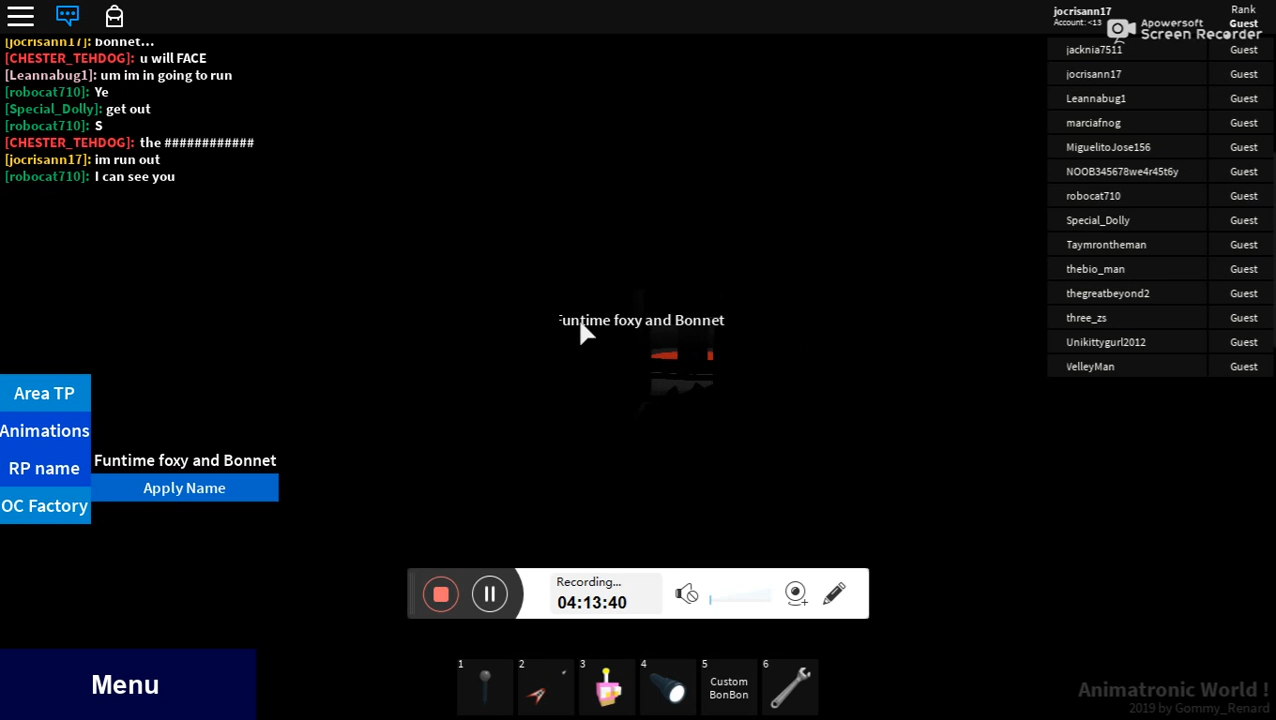 [jocrisann17]: bonnet...
[CHESTER_TEHDOG]: u will FACE
[Leannabug1]: um im in going to run
[robocat710]: Ye
[Special_Dolly]: get out
[robocat710]: S
[CHESTER_TEHDOG]: the ############
[jocrisann17]: im run out
[robocat710]: I can see you
jocrisann17
Account: <13
Rank
Guest
Apowersoft
Screen Recorder
jacknia7511 Guest
jocrisann17 Guest
Leannabug1 Guest
marciafnog Guest
MiguelitoJose156 Guest
NOOB345678we4r45t6y Guest
robocat710 Guest
Special_Dolly Guest
Taymrontheman Guest
thebio_man Guest
thegreatbeyond2 Guest
three_zs Guest
Unikittygurl2012 Guest
VelleyMan Guest
Funtime foxy and Bonnet
Area TP
Animations
RP name
OC Factory
Funtime foxy and Bonnet
Apply Name
Recording...
04:13:40
Menu
1 2 3 4 5 6
Custom
BonBon
Animatronic World !
2019 by Gommy_Renard